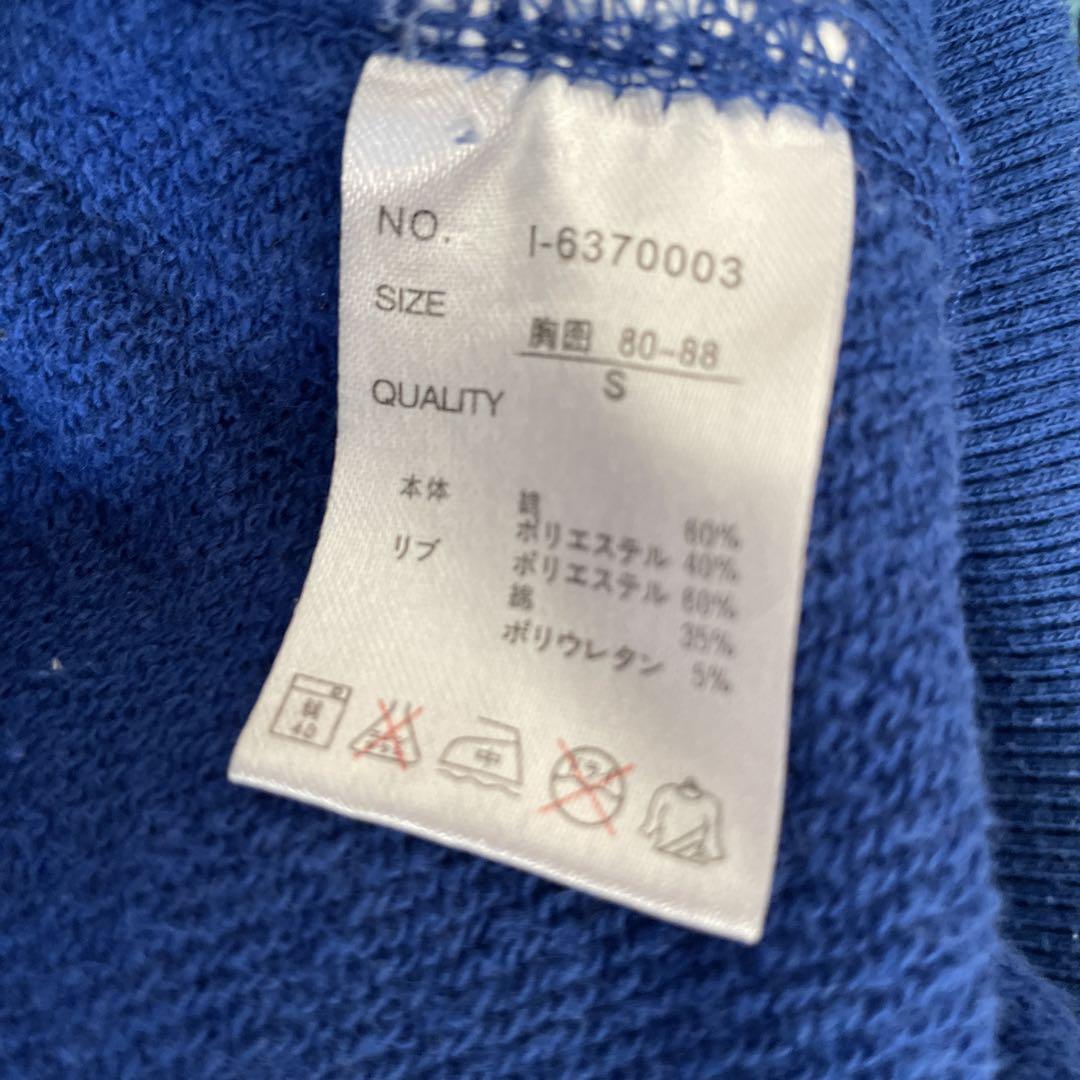 NO. I-6370003
SIZE 胸囲 80-88
S
QUALITY
本体 綿 60%
ポリエステル 40%
リブ ポリエステル 60%
綿 35%
ポリウレタン 5%
40
中